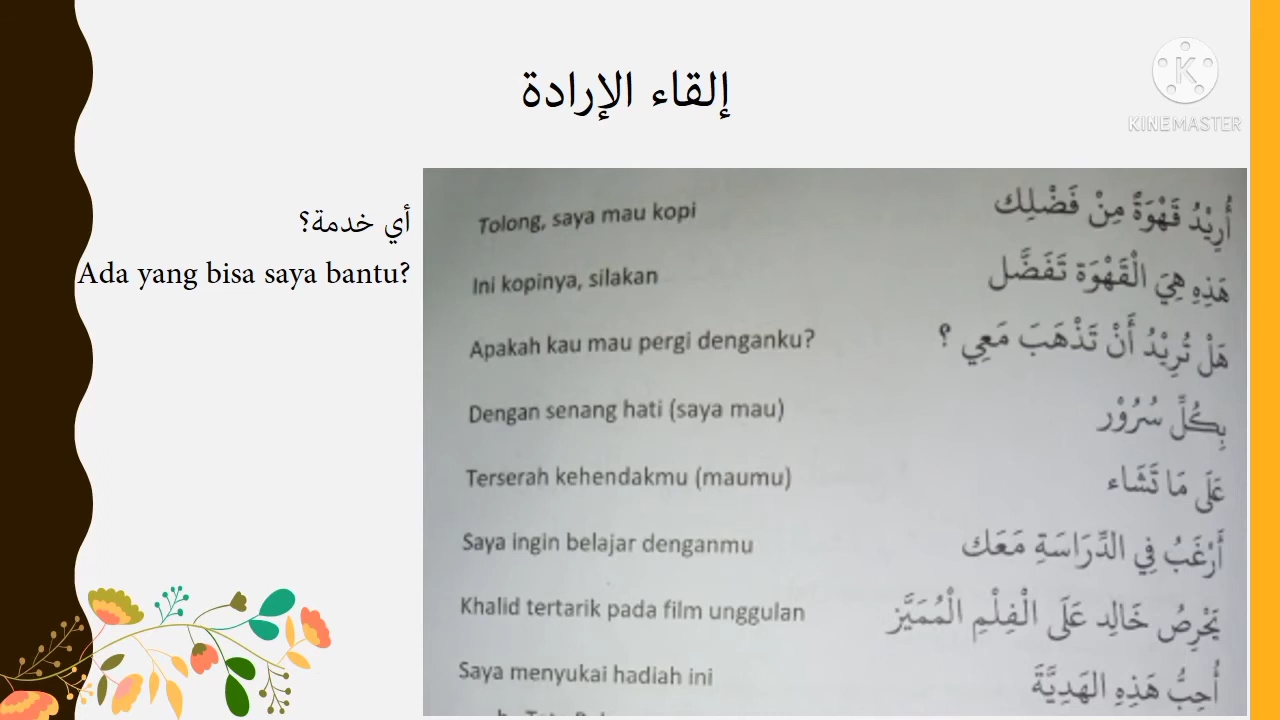 إلقاء الإرادة
KINEMASTER
أي خدمة؟
Ada yang bisa saya bantu?
Tolong, saya mau kopi أُرِيْدُ قَهْوَةً مِنْ فَضْلِك
Ini kopinya, silakan هَذِهِ هِيَ الْقَهْوَة تَفَضَّل
Apakah kau mau pergi denganku? هَلْ تُرِيْدُ أَنْ تَذْهَبَ مَعِي ؟
Dengan senang hati (saya mau) بِكُلِّ سُرُوْر
Terserah kehendakmu (maumu) عَلَى مَا تَشَاء
Saya ingin belajar denganmu أَرْغَبُ فِي الدِّرَاسَةِ مَعَك
Khalid tertarik pada film unggulan يَحْرِصُ خَالِد عَلَى الْفِلْمِ الْمُمَيَّز
Saya menyukai hadiah ini أُحِبُّ هَذِهِ الهَدِيَّةَ